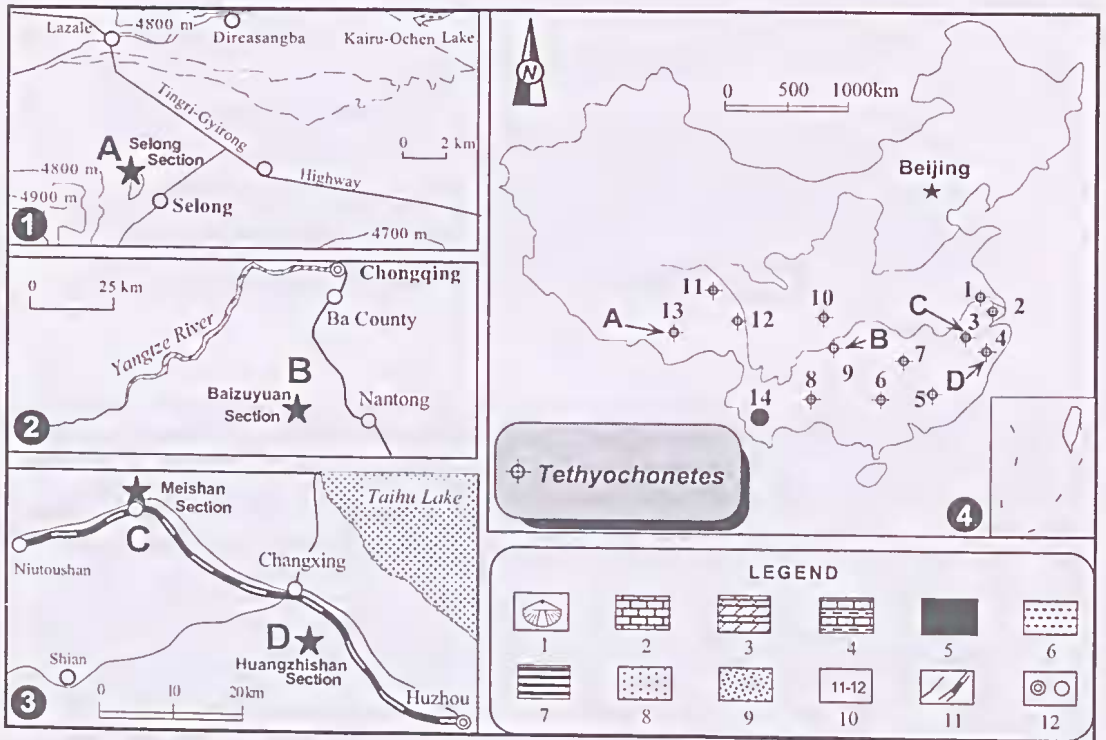 4800 m
Lazale
Direasangba
Kairu-Ochen Lake
Tingri-Gyirong
Highway
0 2 km
A
Selong
Section
4800 m
4900 m
Selong
4700 m
1
0 25 km
Chongqing
Ba County
Yangtze River
B
Baizuyuan
Section
Nantong
2
Meishan
Section
Taihu Lake
C
Niutoushan
Changxing
D
Huangzhishan
Section
Shian
0 10 20km
Huzhou
3
N
0 500 1000km
Beijing
11
10
1
2
C
3
A
13
12
B
4
7
9
D
8
6
5
14
Tethyochonetes
4
LEGEND
1 2 3 4 5 6
11-12
7 8 9 10 11 12